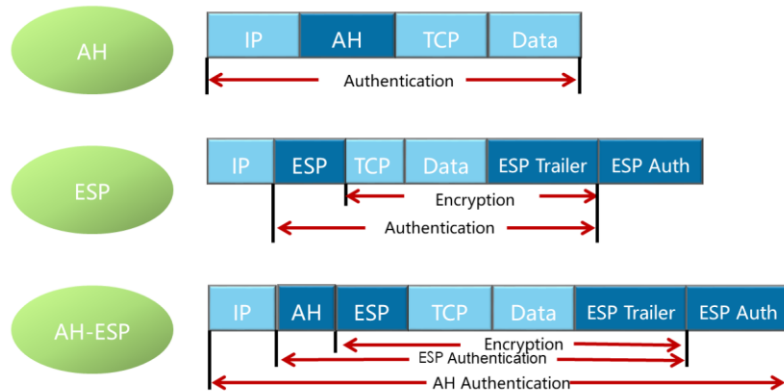 AH
IP AH TCP Data
Authentication
ESP
IP ESP TCP Data ESP Trailer ESP Auth
Encryption
Authentication
AH-ESP
IP AH ESP TCP Data ESP Trailer ESP Auth
Encryption
ESP Authentication
AH Authentication